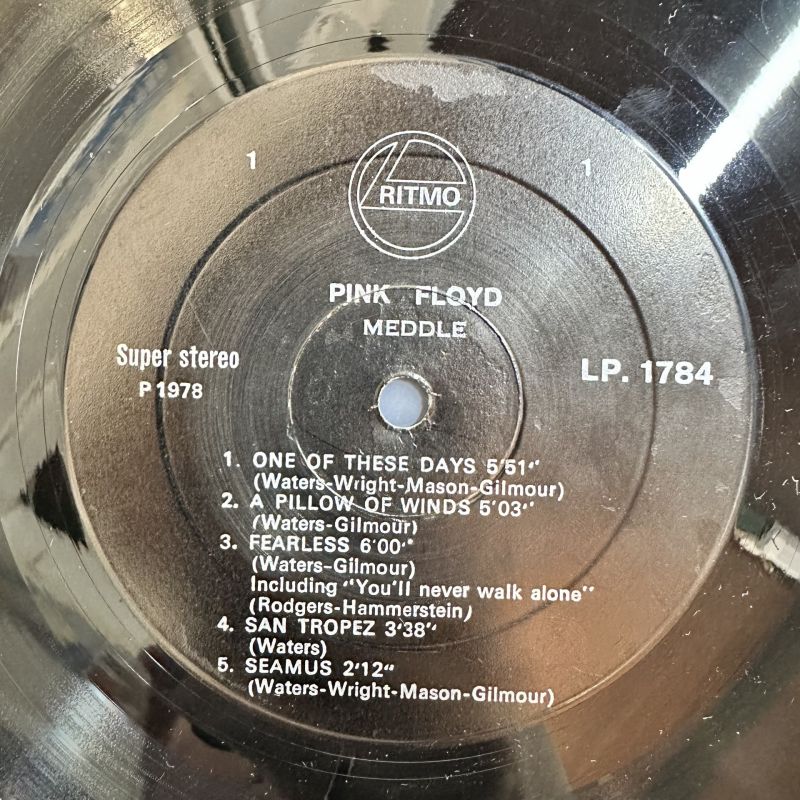 1 1
RITMO
PINK FLOYD
MEDDLE
Super stereo
P 1978
LP. 1784
1. ONE OF THESE DAYS 5'51"
(Waters-Wright-Mason-Gilmour)
2. A PILLOW OF WINDS 5'03"
(Waters-Gilmour)
3. FEARLESS 6'00"
(Waters-Gilmour)
Including "You'll never walk alone"
(Rodgers-Hammerstein)
4. SAN TROPEZ 3'38"
(Waters)
5. SEAMUS 2'12"
(Waters-Wright-Mason-Gilmour)